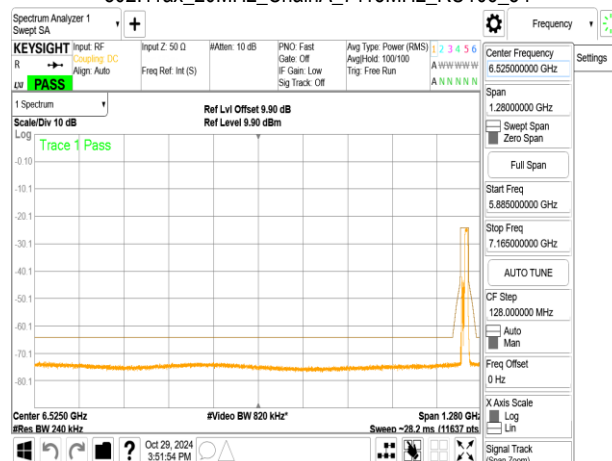 Spectrum Analyzer 1
Swept SA
Frequency
Settings
KEYSIGHT
R
PASS
Input: RF
Coupling: DC
Align: Auto
Input Z: 50 Ω
Freq Ref: Int (S)
#Atten: 10 dB
PNO: Fast
Gate: Off
IF Gain: Low
Sig Track: Off
Avg Type: Power (RMS)
Avg|Hold: 100/100
Trig: Free Run
1 2 3 4 5 6
A W W W W W
A N N N N N
1 Spectrum
Scale/Div 10 dB
Ref Lvl Offset 9.90 dB
Ref Level 9.90 dBm
Log
Trace 1 Pass
-0.10
-10.1
-20.1
-30.1
-40.1
-50.1
-60.1
-70.1
-80.1
Center 6.5250 GHz
#Res BW 240 kHz
#Video BW 820 kHz*
Span 1.280 GHz
Sweep ~28.2 ms (11637 pts
Center Frequency
6.525000000 GHz
Span
1.28000000 GHz
Swept Span
Zero Span
Full Span
Start Freq
5.885000000 GHz
Stop Freq
7.165000000 GHz
AUTO TUNE
CF Step
128.000000 MHz
Auto
Man
Freq Offset
0 Hz
X Axis Scale
Log
Lin
Signal Track
(Span Zoom)
Oct 29, 2024
3:51:54 PM